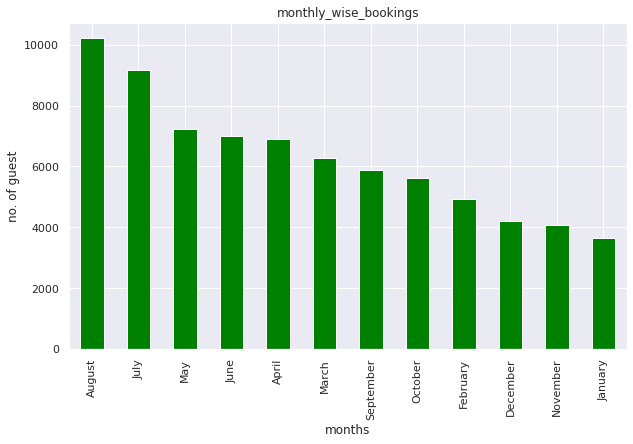 monthly_wise_bookings
no. of guest
10000
8000
6000
4000
2000
0
August
July
May
June
April
March
September
October
February
December
November
January
months